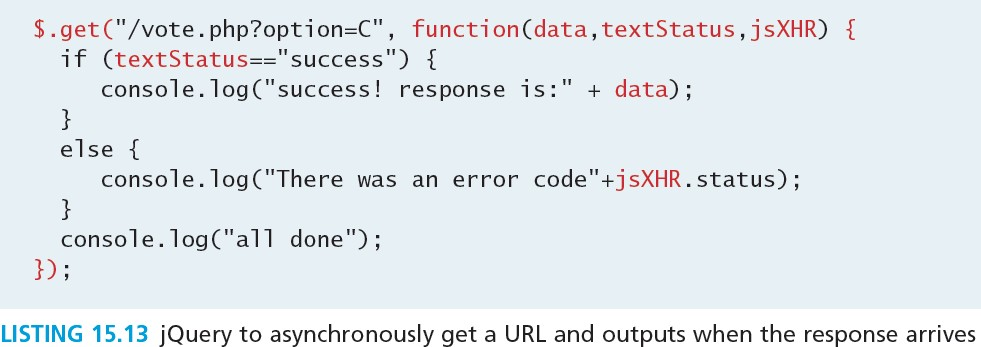 $.get("/vote.php?option=C", function(data,textStatus,jsXHR) {
if (textStatus=="success") {
console.log("success! response is:" + data);
}
else {
console.log("There was an error code"+jsXHR.status);
}
console.log("all done");
});
LISTING 15.13 jQuery to asynchronously get a URL and outputs when the response arrives